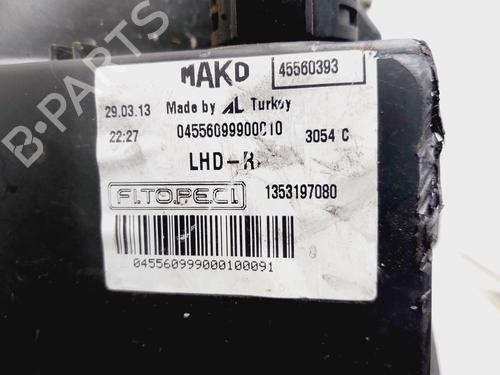 MAKO 45560393
29.03.13 Made by AL Turkey
22:27 04556099900010 3054 C
LHD-R
FI.TO.PE.CI. 1353197080
045560999000100091
B-Parts